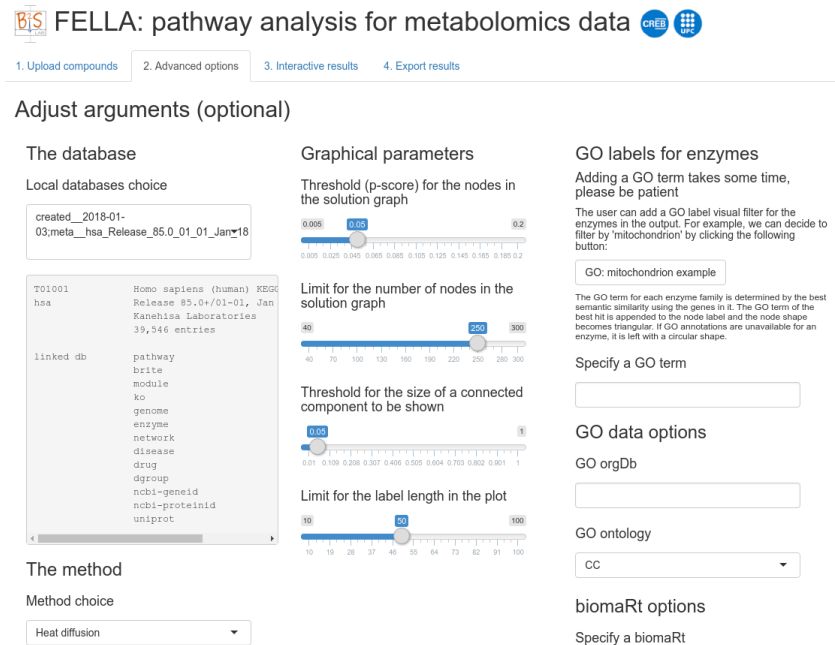 B2S LAB FELLA: pathway analysis for metabolomics data CREB UPC
1. Upload compounds 2. Advanced options 3. Interactive results 4. Export results
Adjust arguments (optional)
The database
Local databases choice
created__2018-01-
03;meta__hsa_Release_85.0_01_01_Jan_18
T01001 Homo sapiens (human) KEGG
hsa Release 85.0+/01-01, Jan
Kanehisa Laboratories
39,546 entries
linked db pathway
brite
module
ko
genome
enzyme
network
disease
drug
dgroup
ncbi-geneid
ncbi-proteinid
uniprot
The method
Method choice
Heat diffusion
Graphical parameters
Threshold (p-score) for the nodes in
the solution graph
0.005 0.05 0.2
0.005 0.025 0.045 0.065 0.085 0.105 0.125 0.145 0.165 0.185 0.2
Limit for the number of nodes in the
solution graph
40 250 300
40 70 100 130 160 190 220 250 280 300
Threshold for the size of a connected
component to be shown
0.05 1
0.01 0.109 0.208 0.307 0.406 0.505 0.604 0.703 0.802 0.901 1
Limit for the label length in the plot
10 50 100
10 19 28 37 46 55 64 73 82 91 100
GO labels for enzymes
Adding a GO term takes some time,
please be patient
The user can add a GO label visual filter for the
enzymes in the output. For example, we can decide to
filter by 'mitochondrion' by clicking the following
button:
GO: mitochondrion example
The GO term for each enzyme family is determined by the best
semantic similarity using the genes in it. The GO term of the
best hit is appended to the node label and the node shape
becomes triangular. If GO annotations are unavailable for an
enzyme, it is left with a circular shape.
Specify a GO term
GO data options
GO orgDb
GO ontology
CC
biomaRt options
Specify a biomaRt